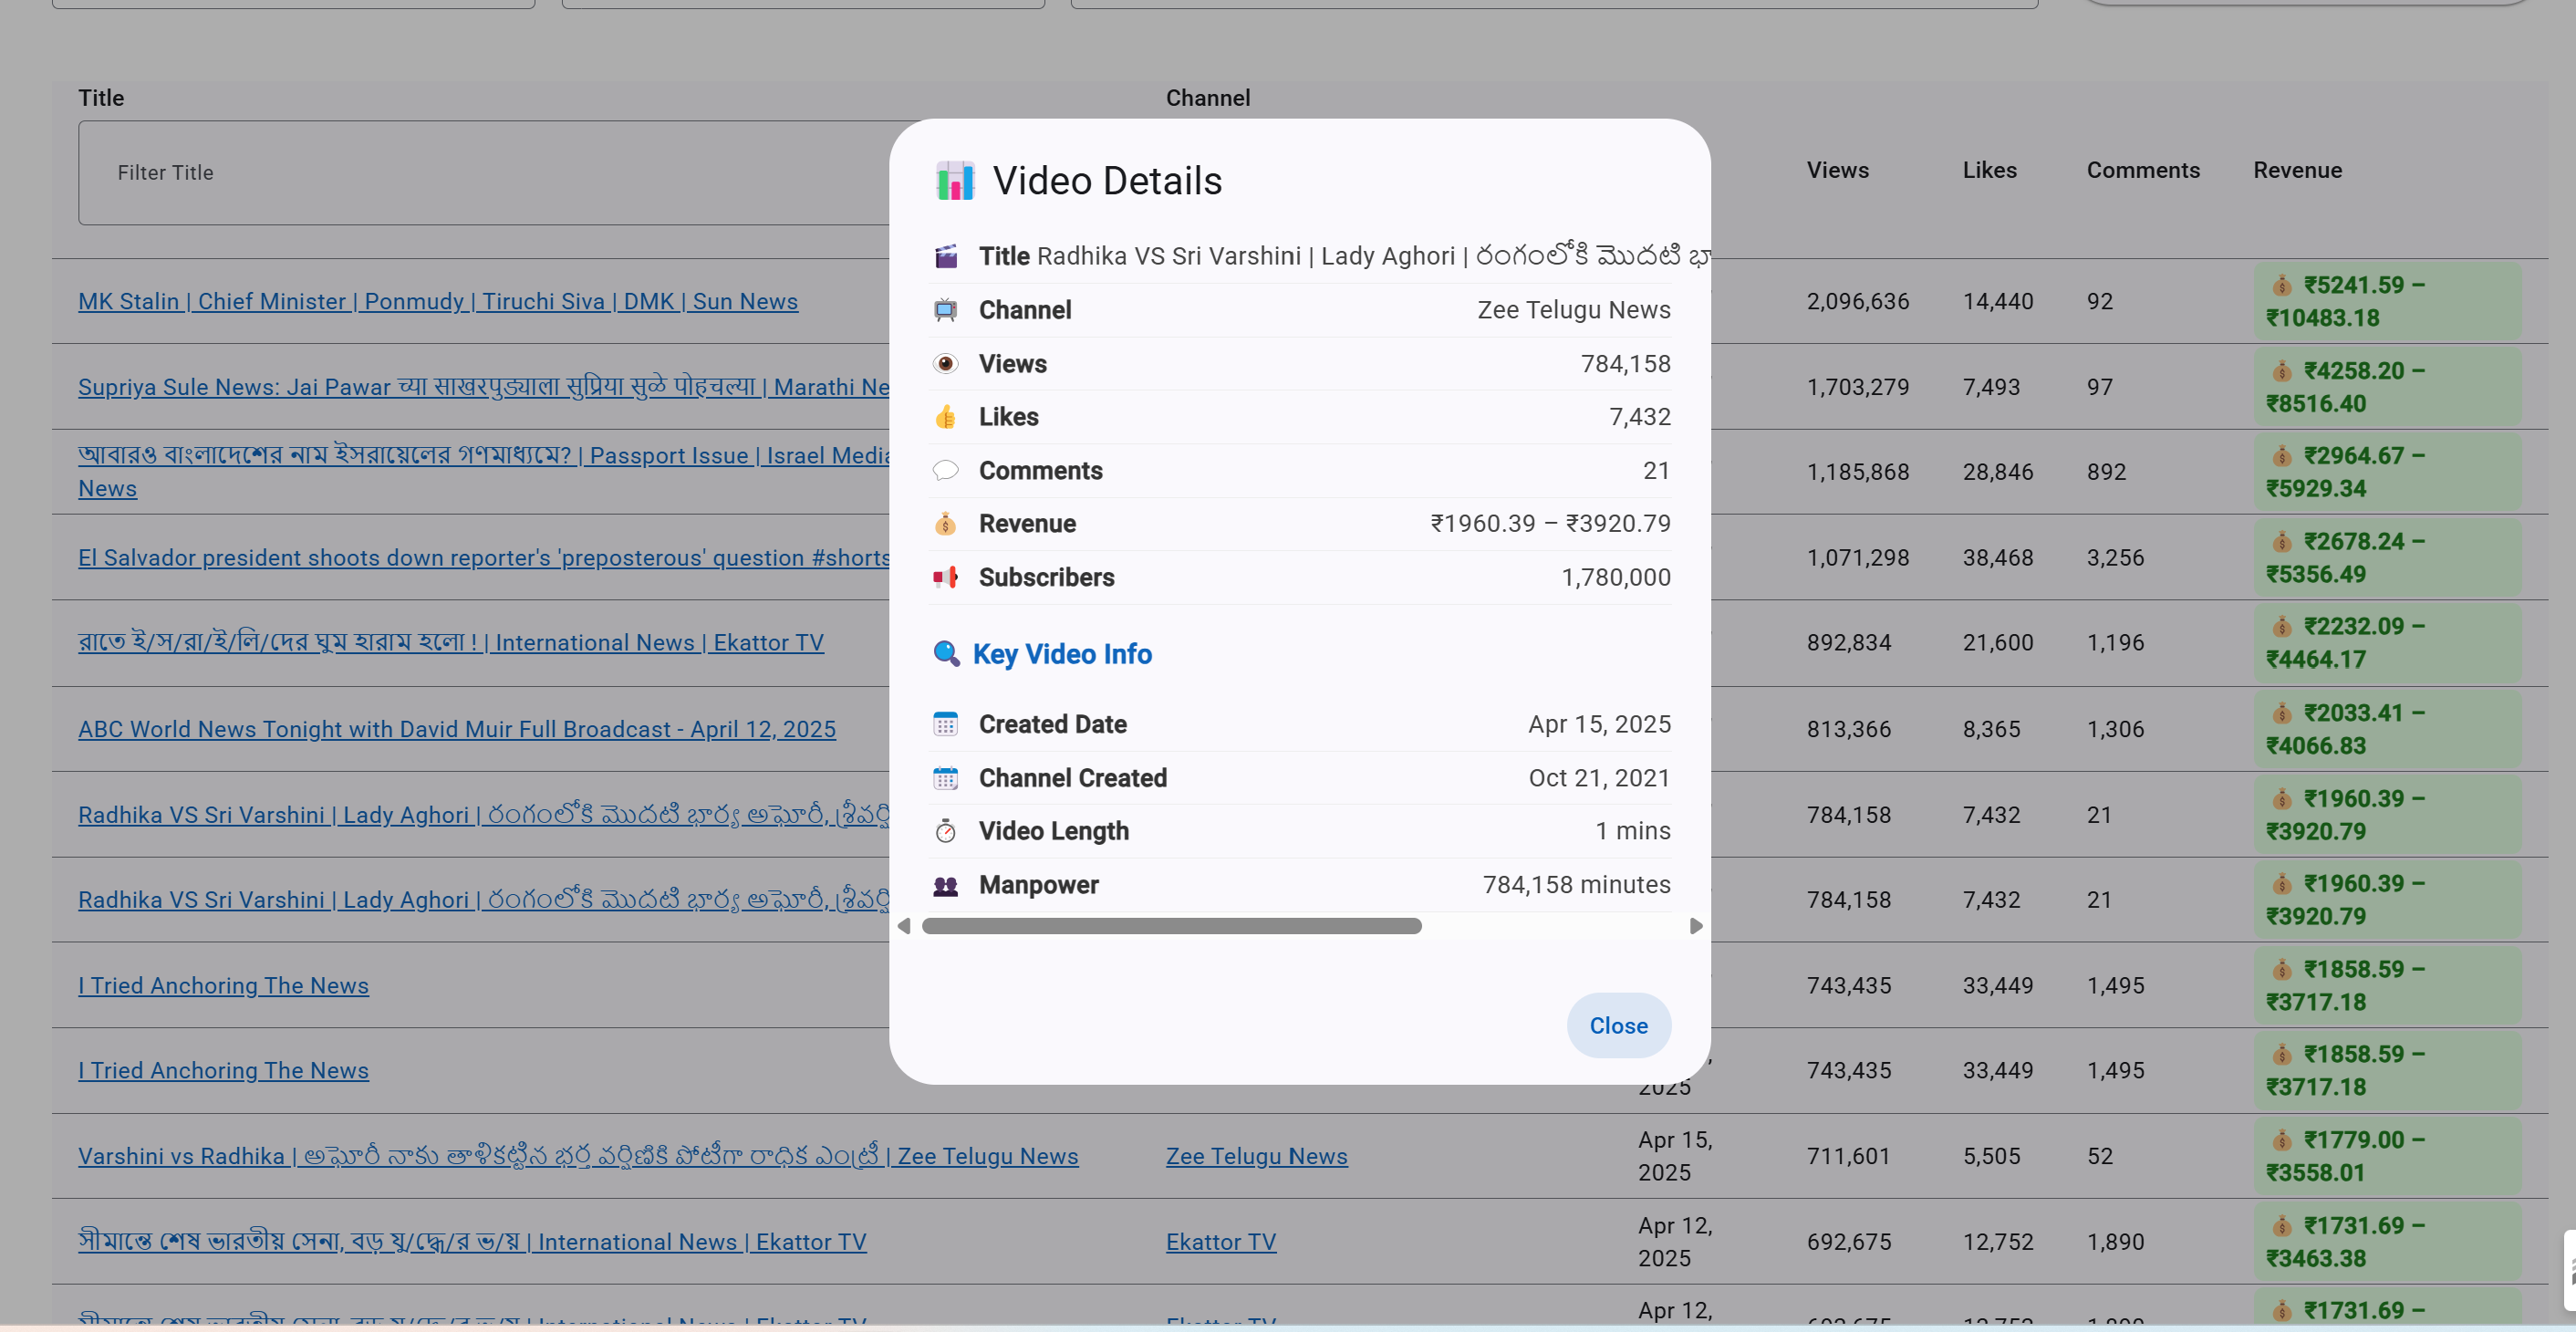 Title
Channel
Filter Title
Views
Likes
Comments
Revenue
MK Stalin | Chief Minister | Ponmudy | Tiruchi Siva | DMK | Sun News
2,096,636
14,440
92
₹5241.59 –
₹10483.18
Supriya Sule News: Jai Pawar च्या साखरपुड्याला सुप्रिया सुळे पोहचल्या | Marathi Ne
1,703,279
7,493
97
₹4258.20 –
₹8516.40
আবারও বাংলাদেশের নাম ইসরায়েলের গণমাধ্যমে? | Passport Issue | Israel Media
News
1,185,868
28,846
892
₹2964.67 –
₹5929.34
El Salvador president shoots down reporter's 'preposterous' question #shorts
1,071,298
38,468
3,256
₹2678.24 –
₹5356.49
রাতে ই/স/রা/ই/লি/দের ঘুম হারাম হলো ! | International News | Ekattor TV
892,834
21,600
1,196
₹2232.09 –
₹4464.17
ABC World News Tonight with David Muir Full Broadcast - April 12, 2025
813,366
8,365
1,306
₹2033.41 –
₹4066.83
Radhika VS Sri Varshini | Lady Aghori | రంగంలోకి మొదటి భార్య అఘోరీ,
784,158
7,432
21
₹1960.39 –
₹3920.79
Radhika VS Sri Varshini | Lady Aghori | రంగంలోకి మొదటి భార్య అఘోరీ,
784,158
7,432
21
₹1960.39 –
₹3920.79
I Tried Anchoring The News
743,435
33,449
1,495
₹1858.59 –
₹3717.18
I Tried Anchoring The News
2025
743,435
33,449
1,495
₹1858.59 –
₹3717.18
Varshini vs Radhika | అఘోరీ నాకు తాళికట్టిన భర్త వర్షిణికి పోటీగా రాధిక ఎంట్రీ | Zee Telugu News
Zee Telugu News
Apr 15,
2025
711,601
5,505
52
₹1779.00 –
₹3558.01
সীমান্তে শেষ ভারতীয় সেনা, বড় যু/দ্ধে/র ভ/য় | International News | Ekattor TV
Ekattor TV
Apr 12,
2025
692,675
12,752
1,890
₹1731.69 –
₹3463.38
সীমান্তে শেষ ভারতীয় সেনা, বড় যু/দ্ধে/র ভ/য় | International News | Ekattor TV
Ekattor TV
Apr 12,
692,675
12,752
1,890
₹1731.69 –
Video Details
Title Radhika VS Sri Varshini | Lady Aghori | రంగంలోకి మొదటి
Channel Zee Telugu News
Views 784,158
Likes 7,432
Comments 21
Revenue ₹1960.39 – ₹3920.79
Subscribers 1,780,000
Key Video Info
Created Date Apr 15, 2025
Channel Created Oct 21, 2021
Video Length 1 mins
Manpower 784,158 minutes
Close